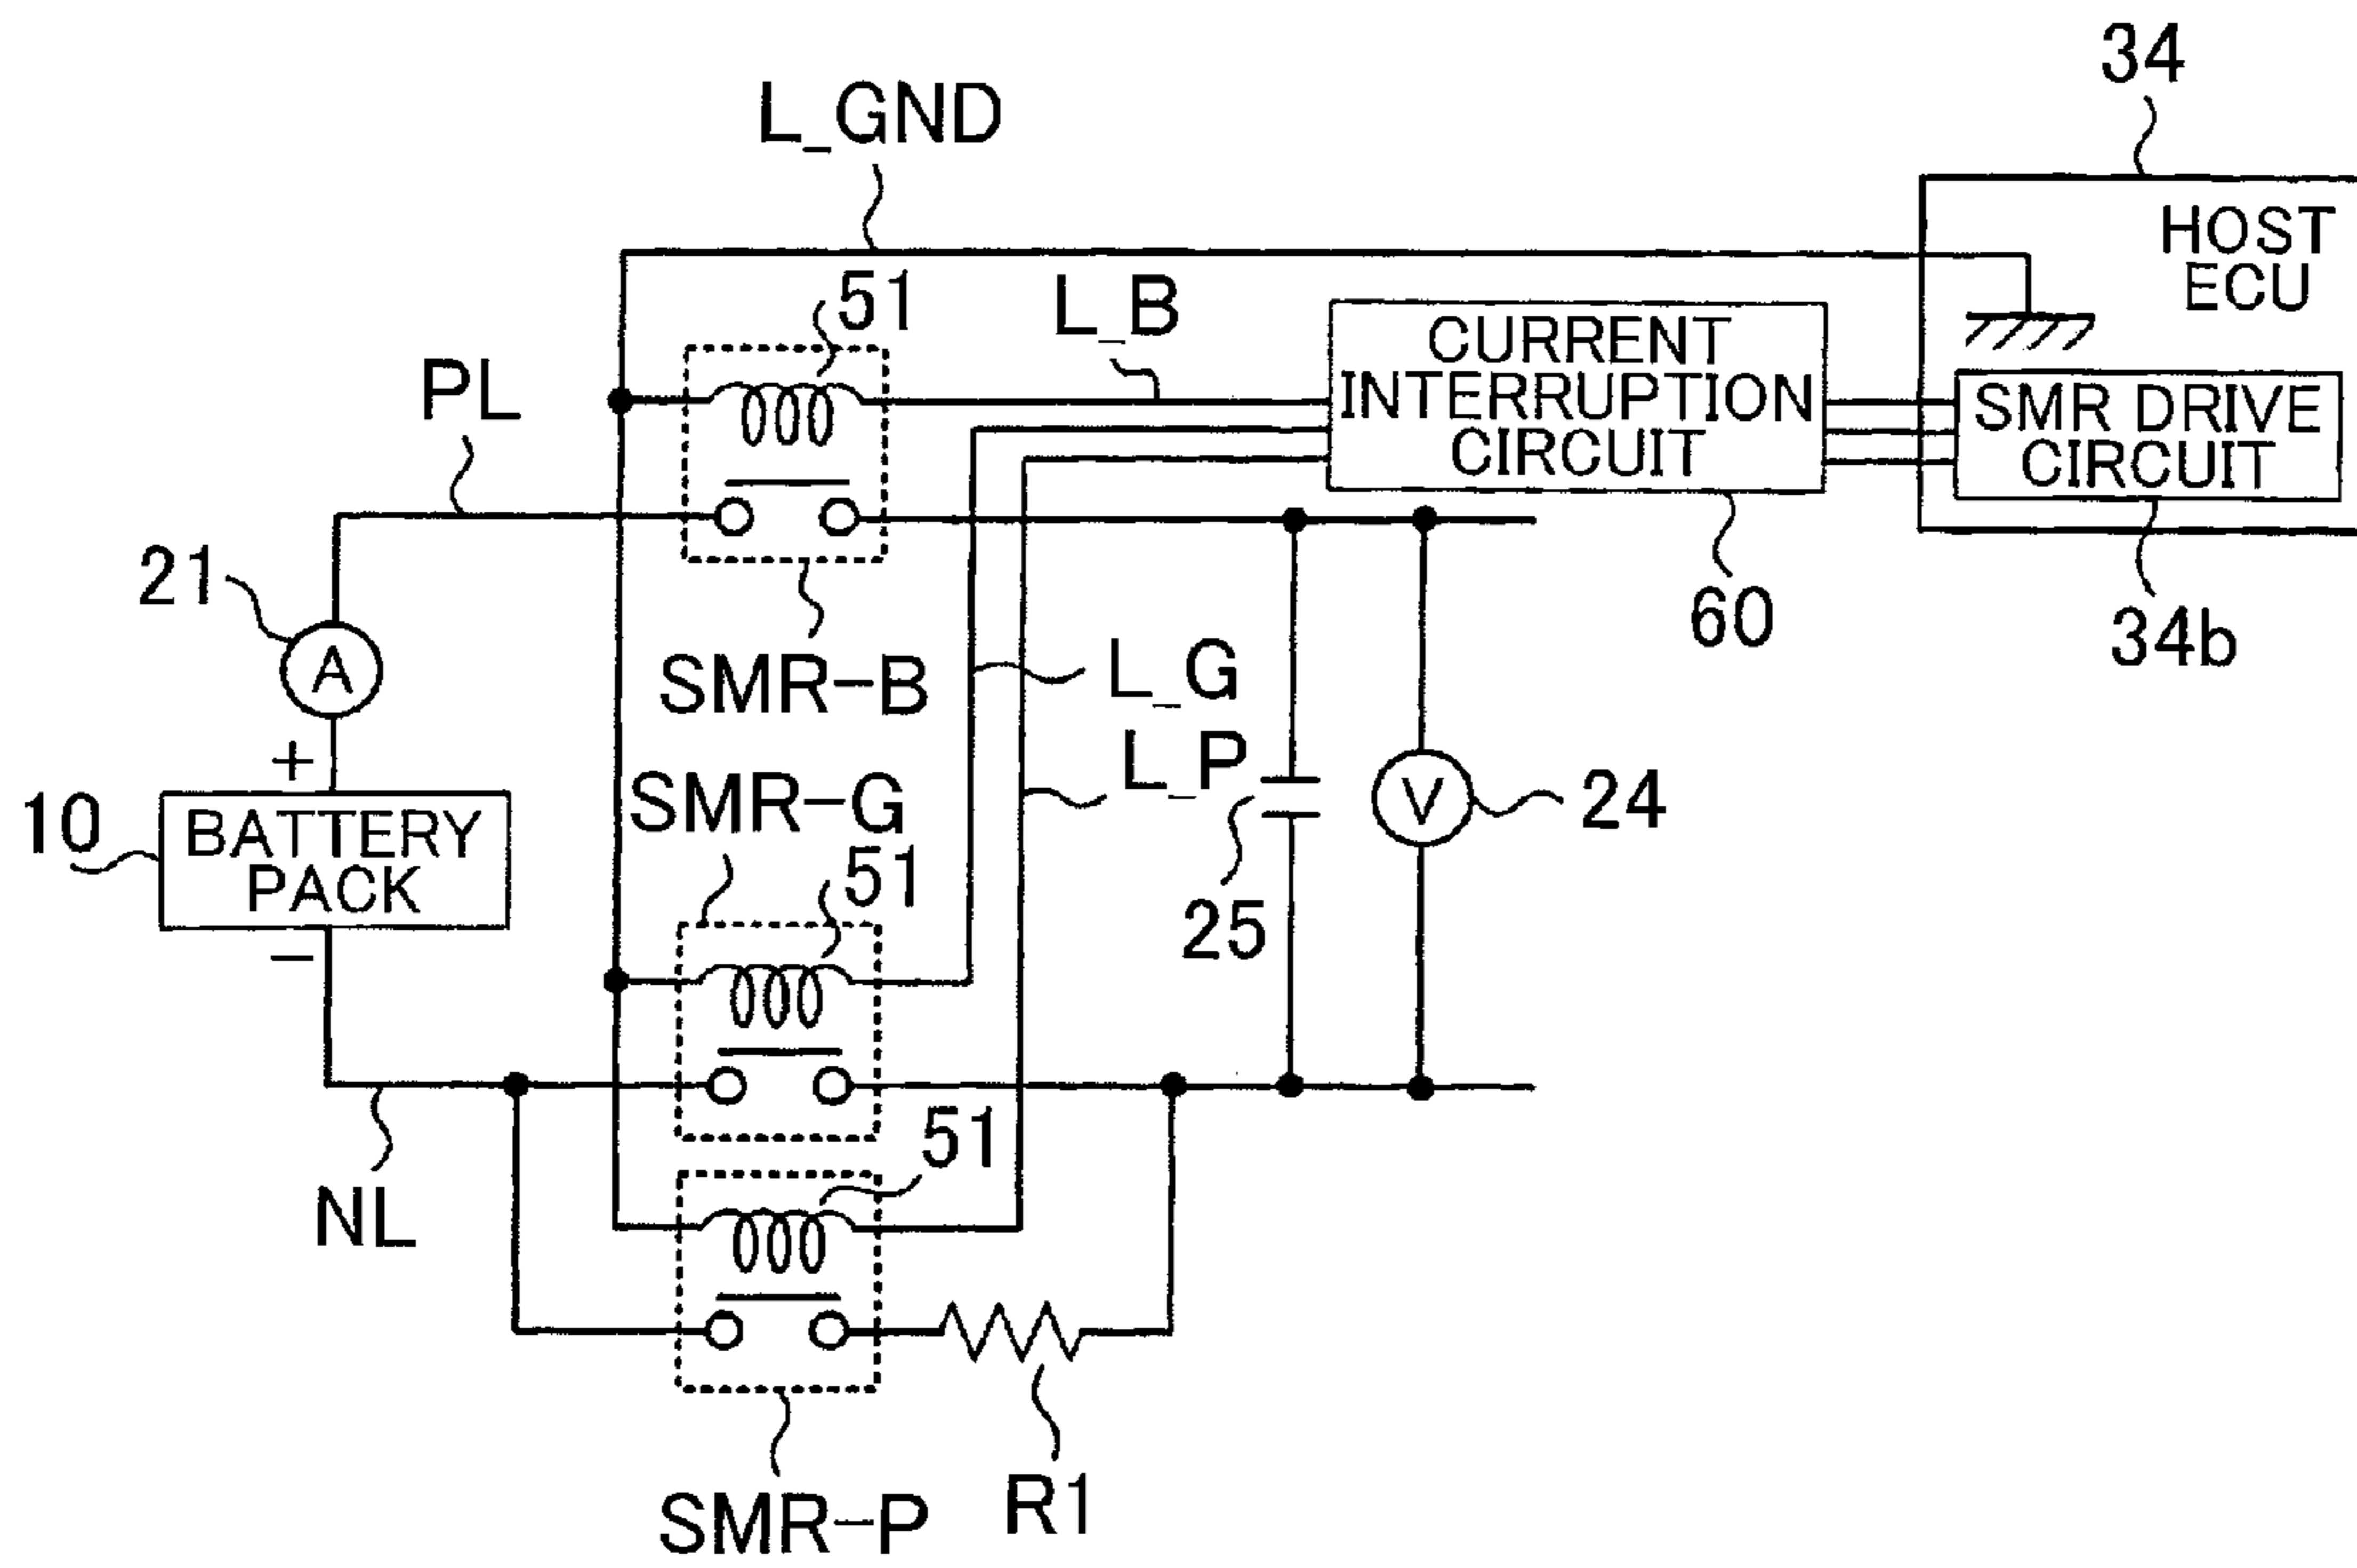 34
L_GND
HOST
ECU
51
L_B
CURRENT
INTERRUPTION
CIRCUIT
PL
SMR DRIVE
CIRCUIT
21
60
34b
A
SMR-B
L_G
+
SMR-G
L_P
10
BATTERY
PACK
51
V
24
25
-
51
NL
R1
SMR-P